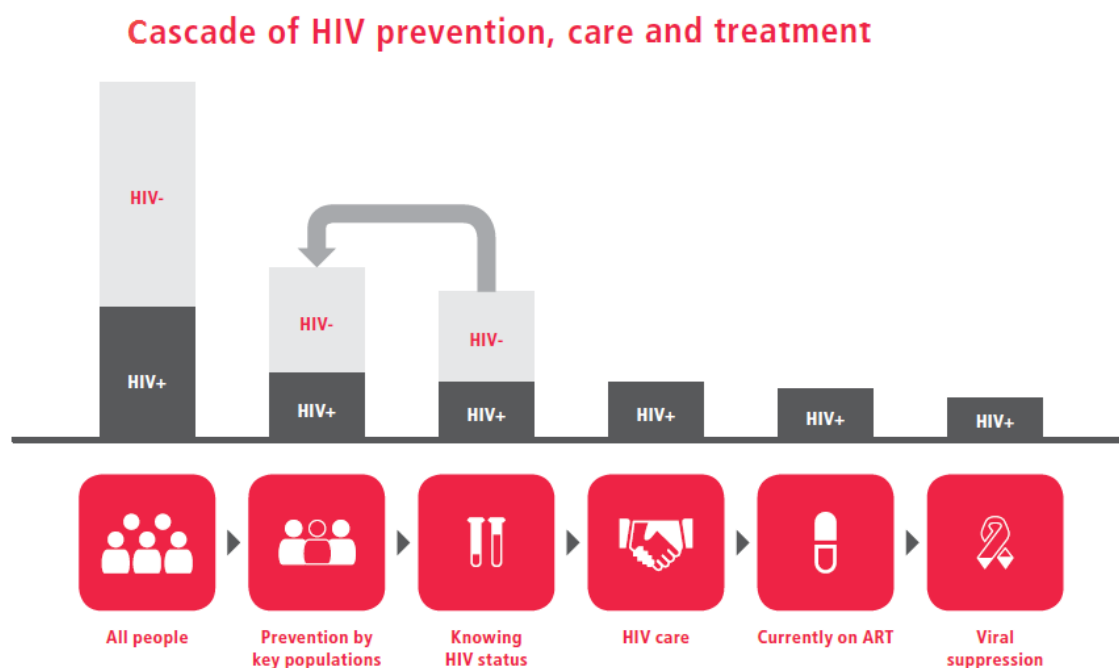 Cascade of HIV prevention, care and treatment
HIV-
HIV+
HIV-
HIV+
HIV-
HIV+
HIV+
HIV+
HIV+
All people
Prevention by
key populations
Knowing
HIV status
HIV care
Currently on ART
Viral
suppression